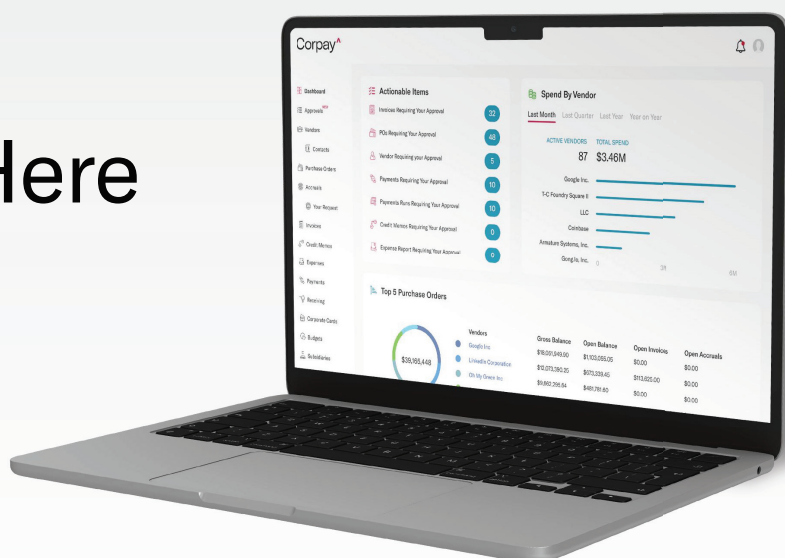 Here
Corpay^
Dashboard
Approvals NEW
Vendors
Contacts
Purchase Orders
Accruals
Your Request
Invoices
Credit Memos
Expenses
Payments
Receiving
Corporate Cards
Budgets
Subsidiaries
Actionable Items
Invoices Requiring Your Approval 32
POs Requiring Your Approval 48
Vendor Requiring your Approval 5
Payments Requiring Your Approval 10
Payments Runs Requiring Your Approval 10
Credit Memos Requiring Your Approval 0
Expense Report Requiring Your Approval 0
Spend By Vendor
Last Month Last Quarter Last Year Year on Year
ACTIVE VENDORS TOTAL SPEND
87 $3.46M
Google Inc.
T-C Foundry Square II
LLC
Coinbase
Armature Systems, Inc.
Gong.Io, Inc.
0 3M 6M
Top 5 Purchase Orders
$39,165,448
Vendors Gross Balance Open Balance Open Invoices Open Accruals
Google Inc $18,051,949.90 $1,103,055.05 $0.00 $0.00
LinkedIn Corporation $12,073,390.25 $673,339.45 $113,625.00 $0.00
Oh My Green Inc $9,662,295.84 $481,781.60 $0.00 $0.00